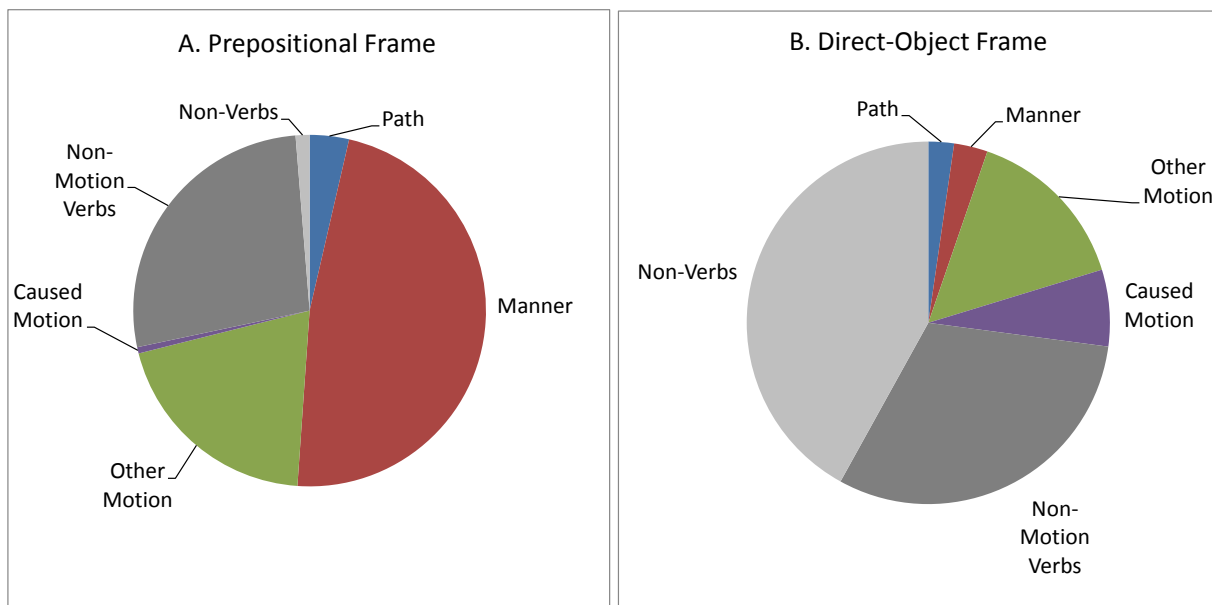 A. Prepositional Frame
Non-Verbs
Path
Non-
Motion
Verbs
Manner
Caused
Motion
Other
Motion
B. Direct-Object Frame
Path
Manner
Other
Motion
Non-Verbs
Caused
Motion
Non-
Motion
Verbs